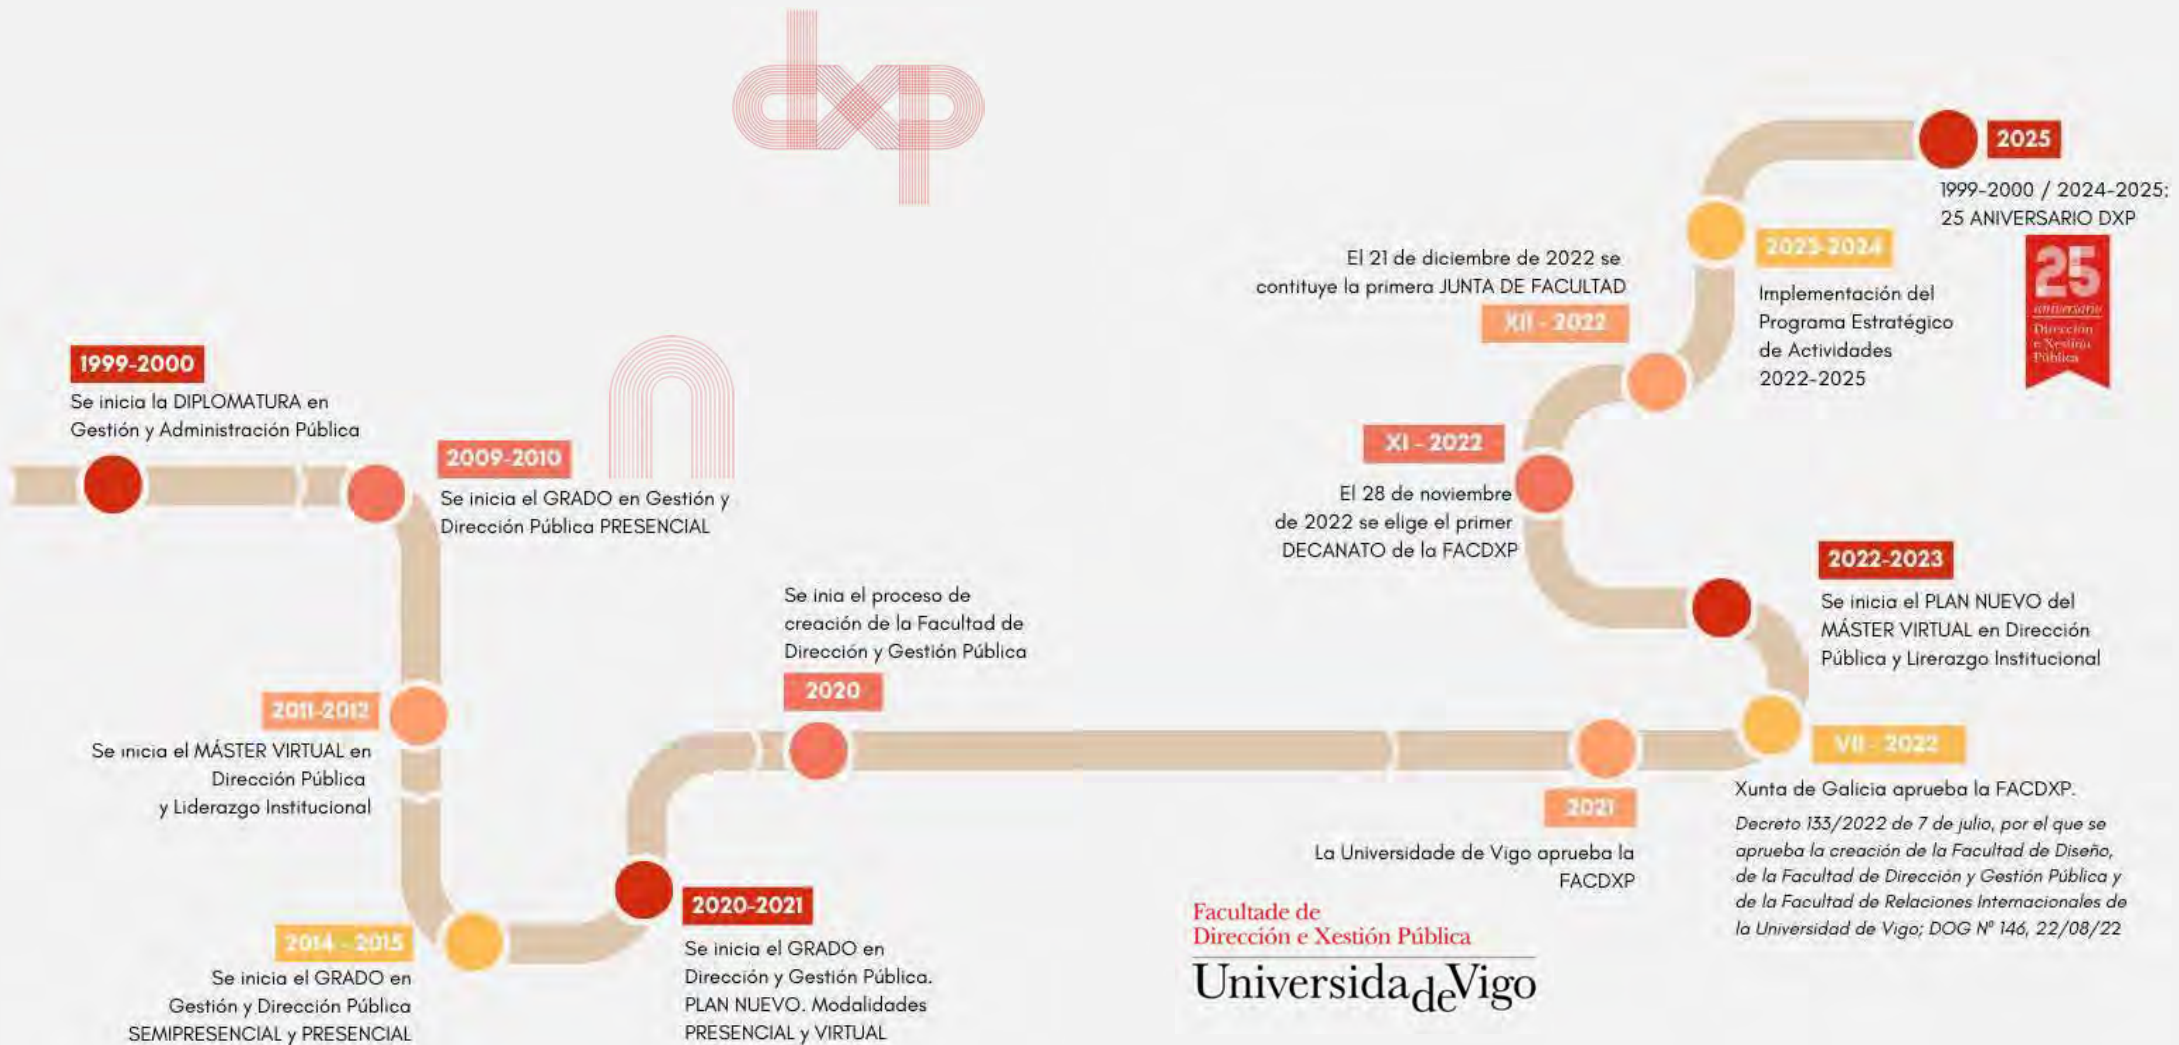 dxp
1999-2000
Se inicia la DIPLOMATURA en
Gestión y Administración Pública
2009-2010
Se inicia el GRADO en Gestión y
Dirección Pública PRESENCIAL
2011-2012
Se inicia el MÁSTER VIRTUAL en
Dirección Pública
y Liderazgo Institucional
2014 - 2015
Se inicia el GRADO en
Gestión y Dirección Pública
SEMIPRESENCIAL y PRESENCIAL
2020-2021
Se inicia el GRADO en
Dirección y Gestión Pública.
PLAN NUEVO. Modalidades
PRESENCIAL y VIRTUAL
Se inia el proceso de
creación de la Facultad de
Dirección y Gestión Pública
2020
2021
La Universidade de Vigo aprueba la
FACDXP
VII - 2022
Xunta de Galicia aprueba la FACDXP.
Decreto 133/2022 de 7 de julio, por el que se
aprueba la creación de la Facultad de Diseño,
de la Facultad de Dirección y Gestión Pública y
de la Facultad de Relaciones Internacionales de
la Universidad de Vigo; DOG Nº 146, 22/08/22
2022-2023
Se inicia el PLAN NUEVO del
MÁSTER VIRTUAL en Dirección
Pública y Lirerazgo Institucional
XI - 2022
El 28 de noviembre
de 2022 se elige el primer
DECANATO de la FACDXP
El 21 de diciembre de 2022 se
contituye la primera JUNTA DE FACULTAD
XII - 2022
2023-2024
Implementación del
Programa Estratégico
de Actividades
2022-2025
2025
1999-2000 / 2024-2025:
25 ANIVERSARIO DXP
25
aniversario
Dirección
e Xestión
Pública
Facultade de
Dirección e Xestión Pública
UniversidadeVigo